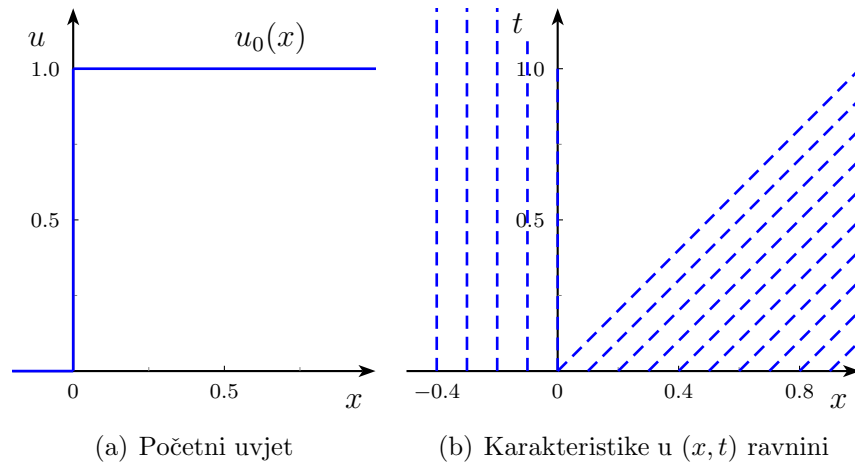 u
u₀(x)
1.0
0.5
0
0.5
x
(a) Početni uvjet
t
1.0
0.5
−0.4
0
0.4
0.8
x
(b) Karakteristike u (x, t) ravnini